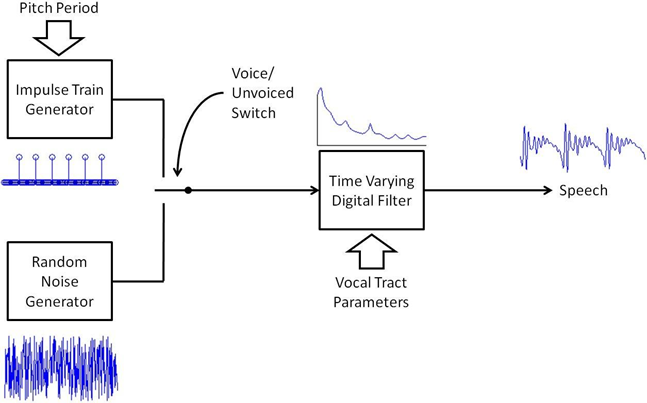 Pitch Period
Impulse Train
Generator
Voice/
Unvoiced
Switch
Time Varying
Digital Filter
Speech
Random
Noise
Generator
Vocal Tract
Parameters